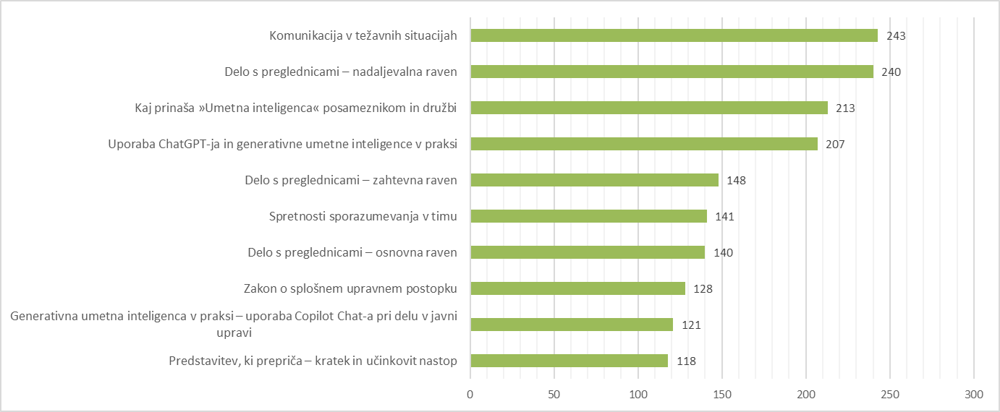 Komunikacija v težavnih situacijah 243
Delo s preglednicami – nadaljevalna raven 240
Kaj prinaša »Umetna inteligenca« posameznikom in družbi 213
Uporaba ChatGPT-ja in generativne umetne inteligence v praksi 207
Delo s preglednicami – zahtevna raven 148
Spretnosti sporazumevanja v timu 141
Delo s preglednicami – osnovna raven 140
Zakon o splošnem upravnem postopku 128
Generativna umetna inteligenca v praksi – uporaba Copilot Chat-a pri delu v javni
upravi 121
Predstavitev, ki prepriča – kratek in učinkovit nastop 118
0 50 100 150 200 250 300